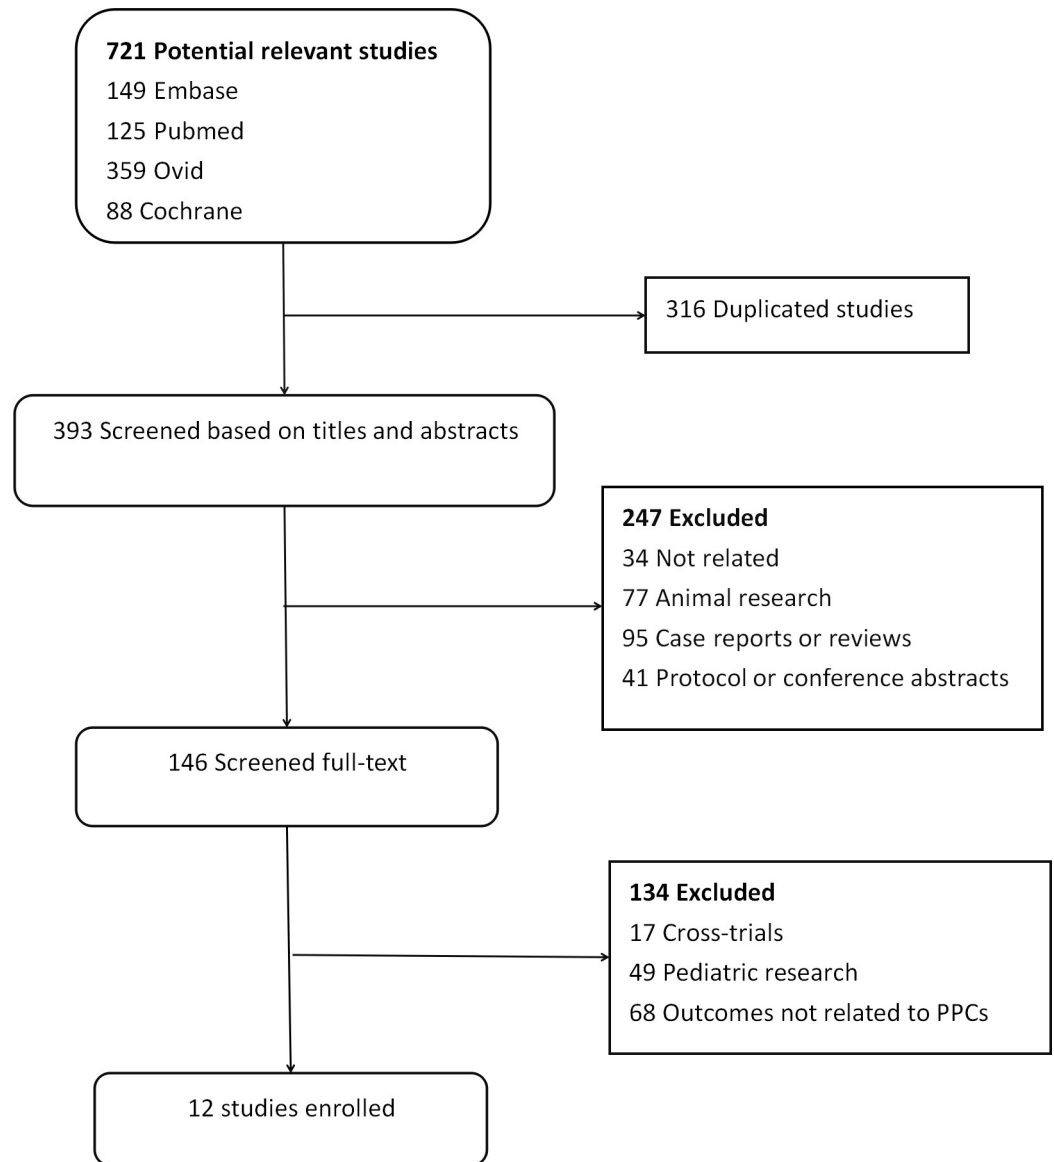 721 Potential relevant studies
149 Embase
125 Pubmed
359 Ovid
88 Cochrane
316 Duplicated studies
393 Screened based on titles and abstracts
247 Excluded
34 Not related
77 Animal research
95 Case reports or reviews
41 Protocol or conference abstracts
146 Screened full-text
134 Excluded
17 Cross-trials
49 Pediatric research
68 Outcomes not related to PPCs
12 studies enrolled